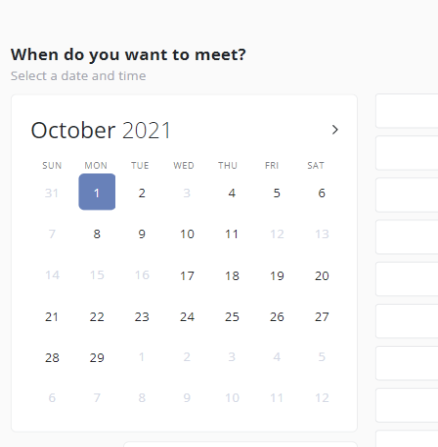 When do you want to meet?
Select a date and time
October 2021
SUN MON TUE WED THU FRI SAT
31 1 2 3 4 5 6
7 8 9 10 11 12 13
14 15 16 17 18 19 20
21 22 23 24 25 26 27
28 29 1 2 3 4 5
6 7 8 9 10 11 12